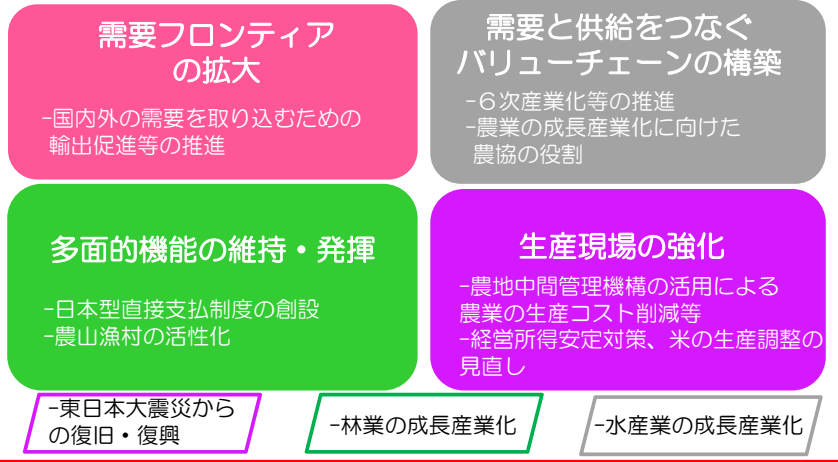 需要フロンティア
の拡大
-国内外の需要を取り込むための
輸出促進等の推進
需要と供給をつなぐ
バリューチェーンの構築
-６次産業化等の推進
-農業の成長産業化に向けた
農協の役割
多面的機能の維持・発揮
-日本型直接支払制度の創設
-農山漁村の活性化
生産現場の強化
-農地中間管理機構の活用による
農業の生産コスト削減等
-経営所得安定対策、米の生産調整の
見直し
-東日本大震災から
の復旧・復興
-林業の成長産業化
-水産業の成長産業化